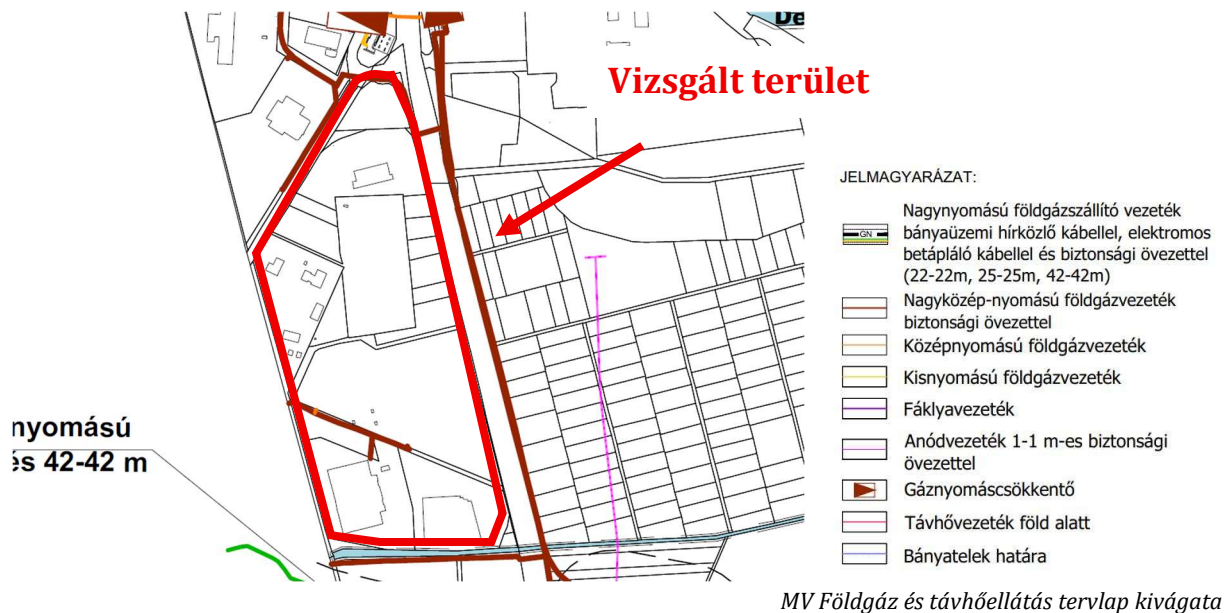 De
Vizsgált terület
nyomású
és 42-42 m
JELMAGYARÁZAT:
GN
Nagynyomású földgázszállító vezeték
bányaüzemi hírközlő kábellel, elektromos
betápláló kábellel és biztonsági övezettel
(22-22m, 25-25m, 42-42m)
Nagyközép-nyomású földgázvezeték
biztonsági övezettel
Középnyomású földgázvezeték
Kisnyomású földgázvezeték
Fáklyavezeték
Anódvezeték 1-1 m-es biztonsági
övezettel
Gáznyomáscsökkentő
Távhővezeték föld alatt
Bányatelek határa
MV Földgáz és távhőellátás tervlap kivágata